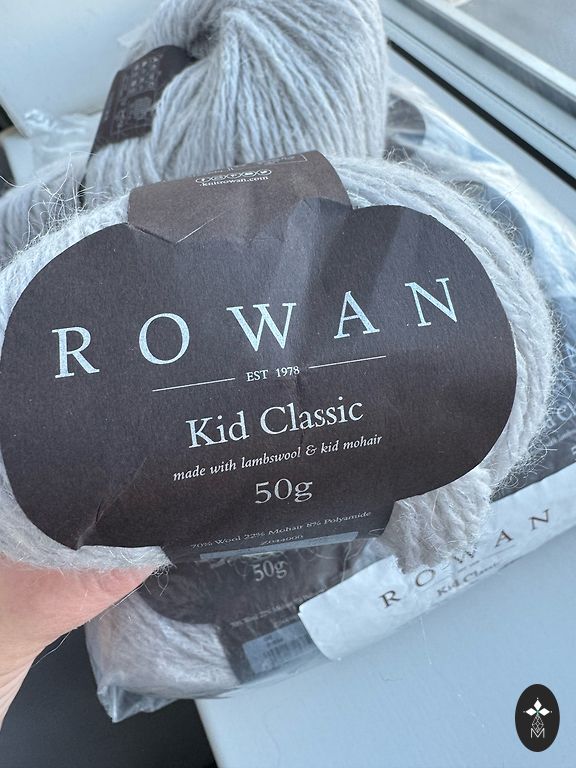 knitrowan.com
ROWAN
EST 1978
Kid Classic
made with lambswool & kid mohair
50g
70% Wool 22% Mohair 8% Polyamide
Z044000
50g
ROWAN
Kid Classic
M